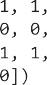 1, 1,
0, 0,
1, 1,
0])